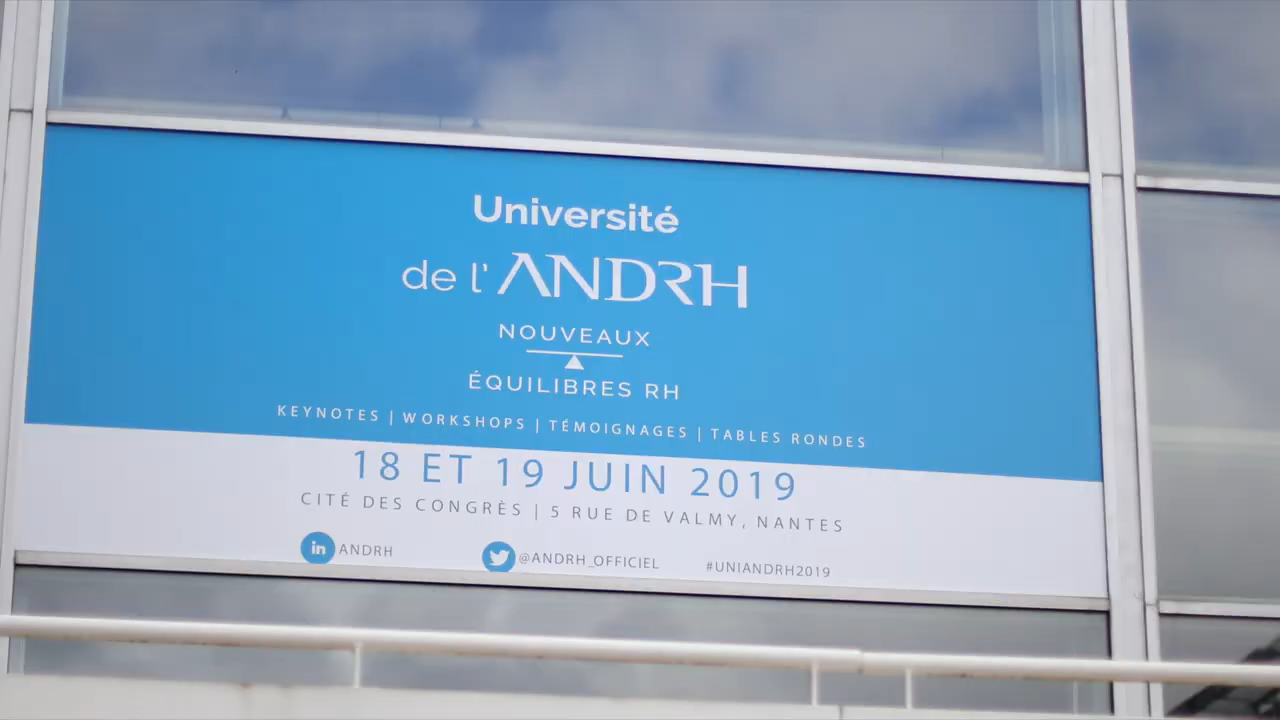 Université
de l'ANDRH
NOUVEAUX
ÉQUILIBRES RH
KEYNOTES | WORKSHOPS | TÉMOIGNAGES | TABLES RONDES
18 ET 19 JUIN 2019
CITÉ DES CONGRÈS | 5 RUE DE VALMY, NANTES
in ANDRH @ANDRH_OFFICIEL #UNIANDRH2019